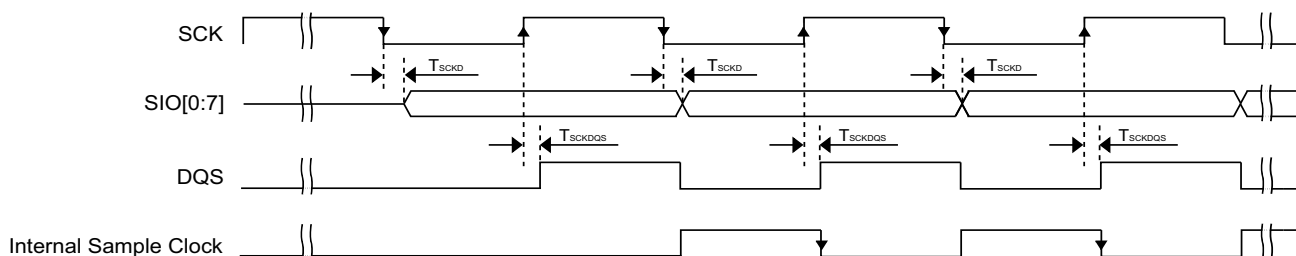 SCK
TSCKD TSCKD TSCKD
SIO[0:7]
TSCKDQS TSCKDQS TSCKDQS
DQS
Internal Sample Clock